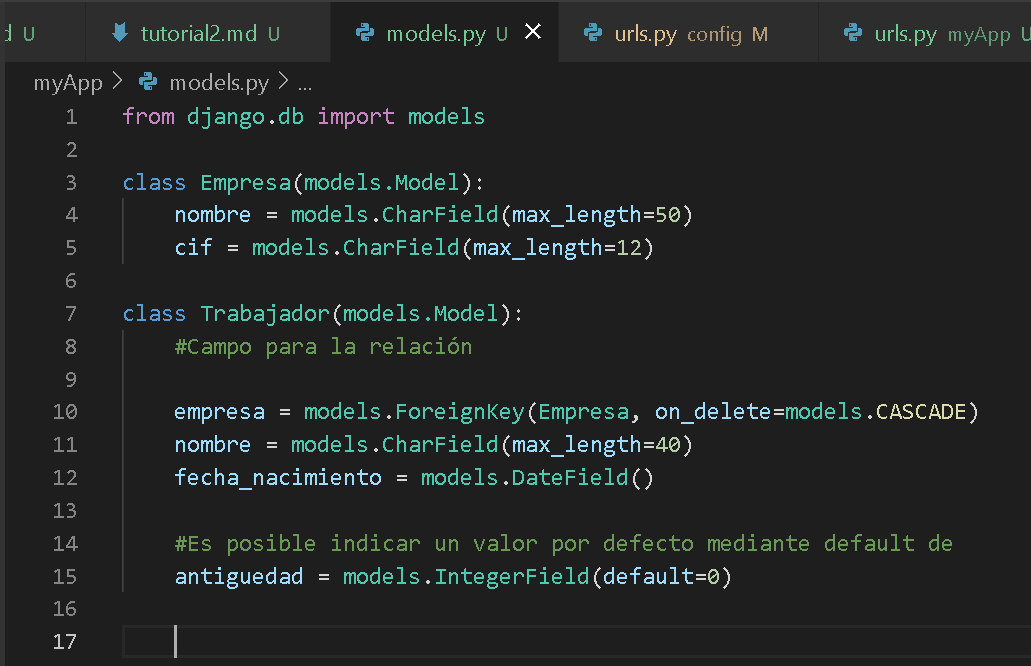 d U tutorial2.md U models.py U urls.py config M urls.py myApp U
myApp > models.py > ...
1 from django.db import models
2
3 class Empresa(models.Model):
4 nombre = models.CharField(max_length=50)
5 cif = models.CharField(max_length=12)
6
7 class Trabajador(models.Model):
8 #Campo para la relación
9
10 empresa = models.ForeignKey(Empresa, on_delete=models.CASCADE)
11 nombre = models.CharField(max_length=40)
12 fecha_nacimiento = models.DateField()
13
14 #Es posible indicar un valor por defecto mediante default de
15 antiguedad = models.IntegerField(default=0)
16
17